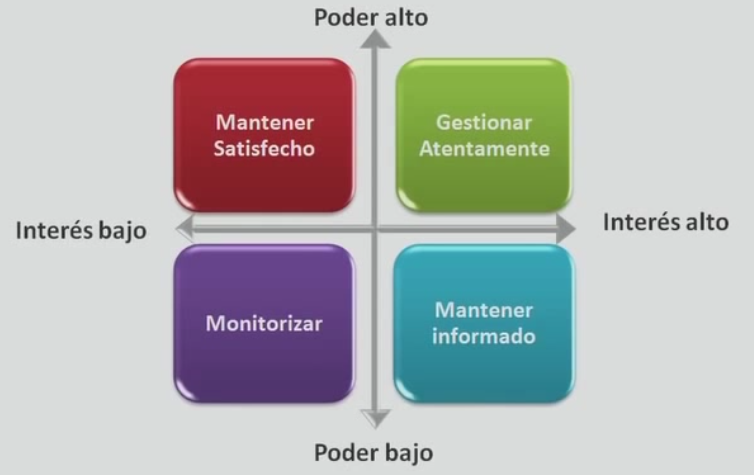 Poder alto
Mantener
Satisfecho
Gestionar
Atentamente
Interés bajo
Interés alto
Monitorizar
Mantener
informado
Poder bajo